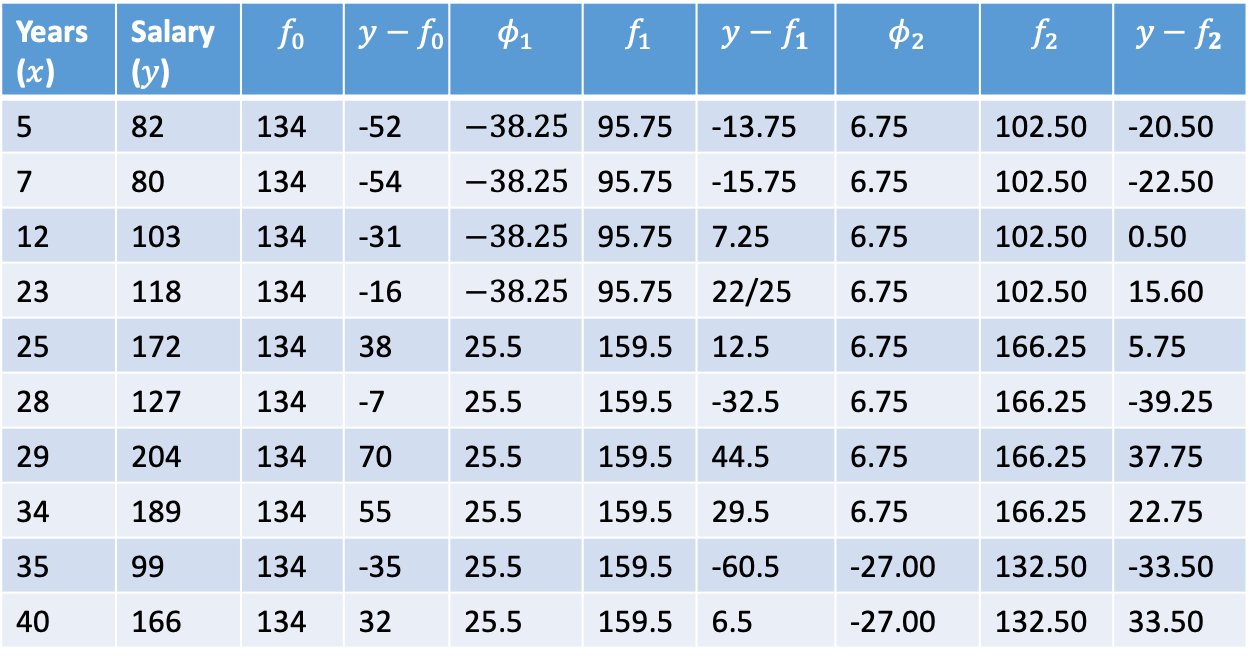 Years (x) Salary (y) f₀ y − f₀ ϕ₁ f₁ y − f₁ ϕ₂ f₂ y − f₂
5 82 134 -52 −38.25 95.75 -13.75 6.75 102.50 -20.50
7 80 134 -54 −38.25 95.75 -15.75 6.75 102.50 -22.50
12 103 134 -31 −38.25 95.75 7.25 6.75 102.50 0.50
23 118 134 -16 −38.25 95.75 22/25 6.75 102.50 15.60
25 172 134 38 25.5 159.5 12.5 6.75 166.25 5.75
28 127 134 -7 25.5 159.5 -32.5 6.75 166.25 -39.25
29 204 134 70 25.5 159.5 44.5 6.75 166.25 37.75
34 189 134 55 25.5 159.5 29.5 6.75 166.25 22.75
35 99 134 -35 25.5 159.5 -60.5 -27.00 132.50 -33.50
40 166 134 32 25.5 159.5 6.5 -27.00 132.50 33.50